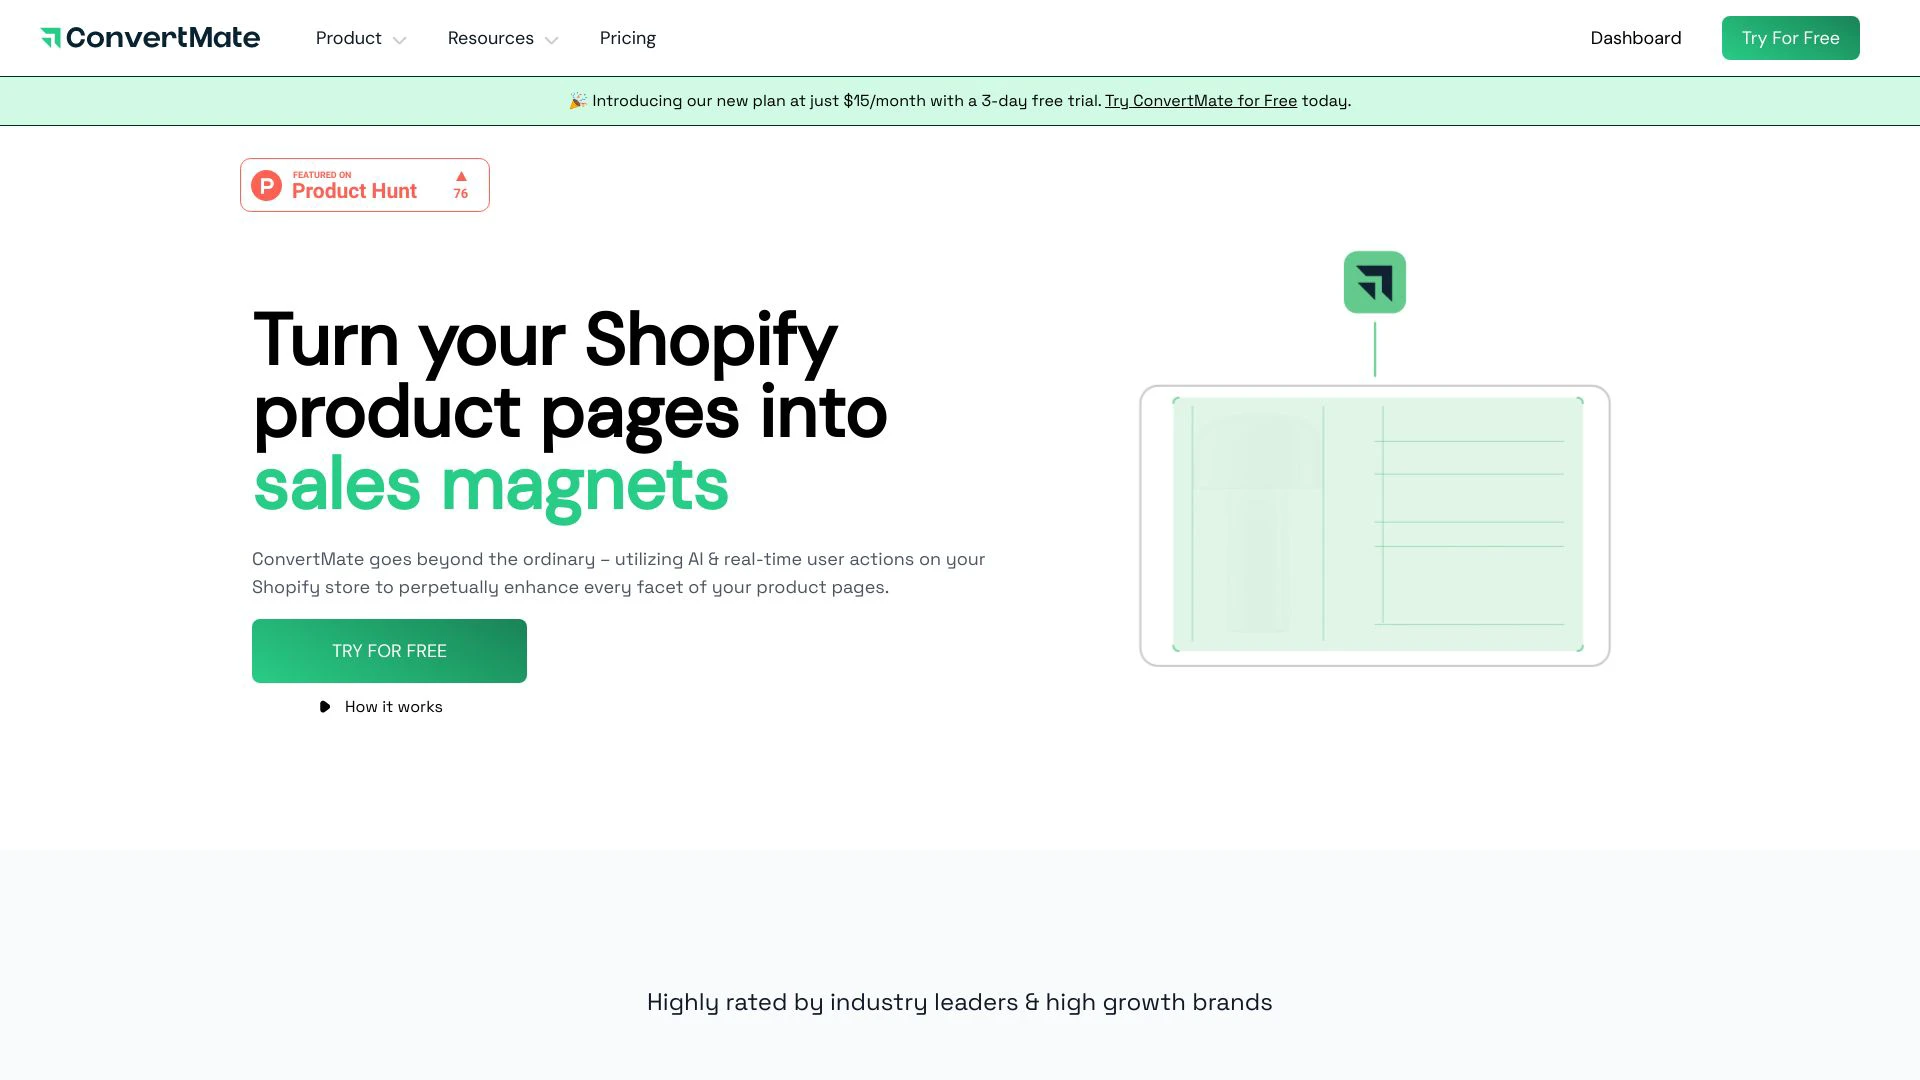 ConvertMate
Product
Resources
Pricing
Dashboard
Try For Free
🎉 Introducing our new plan at just $15/month with a 3-day free trial. Try ConvertMate for Free today.
P
FEATURED ON
Product Hunt
▲
76
Turn your Shopify
product pages into
sales magnets
ConvertMate goes beyond the ordinary – utilizing AI & real-time user actions on your
Shopify store to perpetually enhance every facet of your product pages.
TRY FOR FREE
How it works
Highly rated by industry leaders & high growth brands